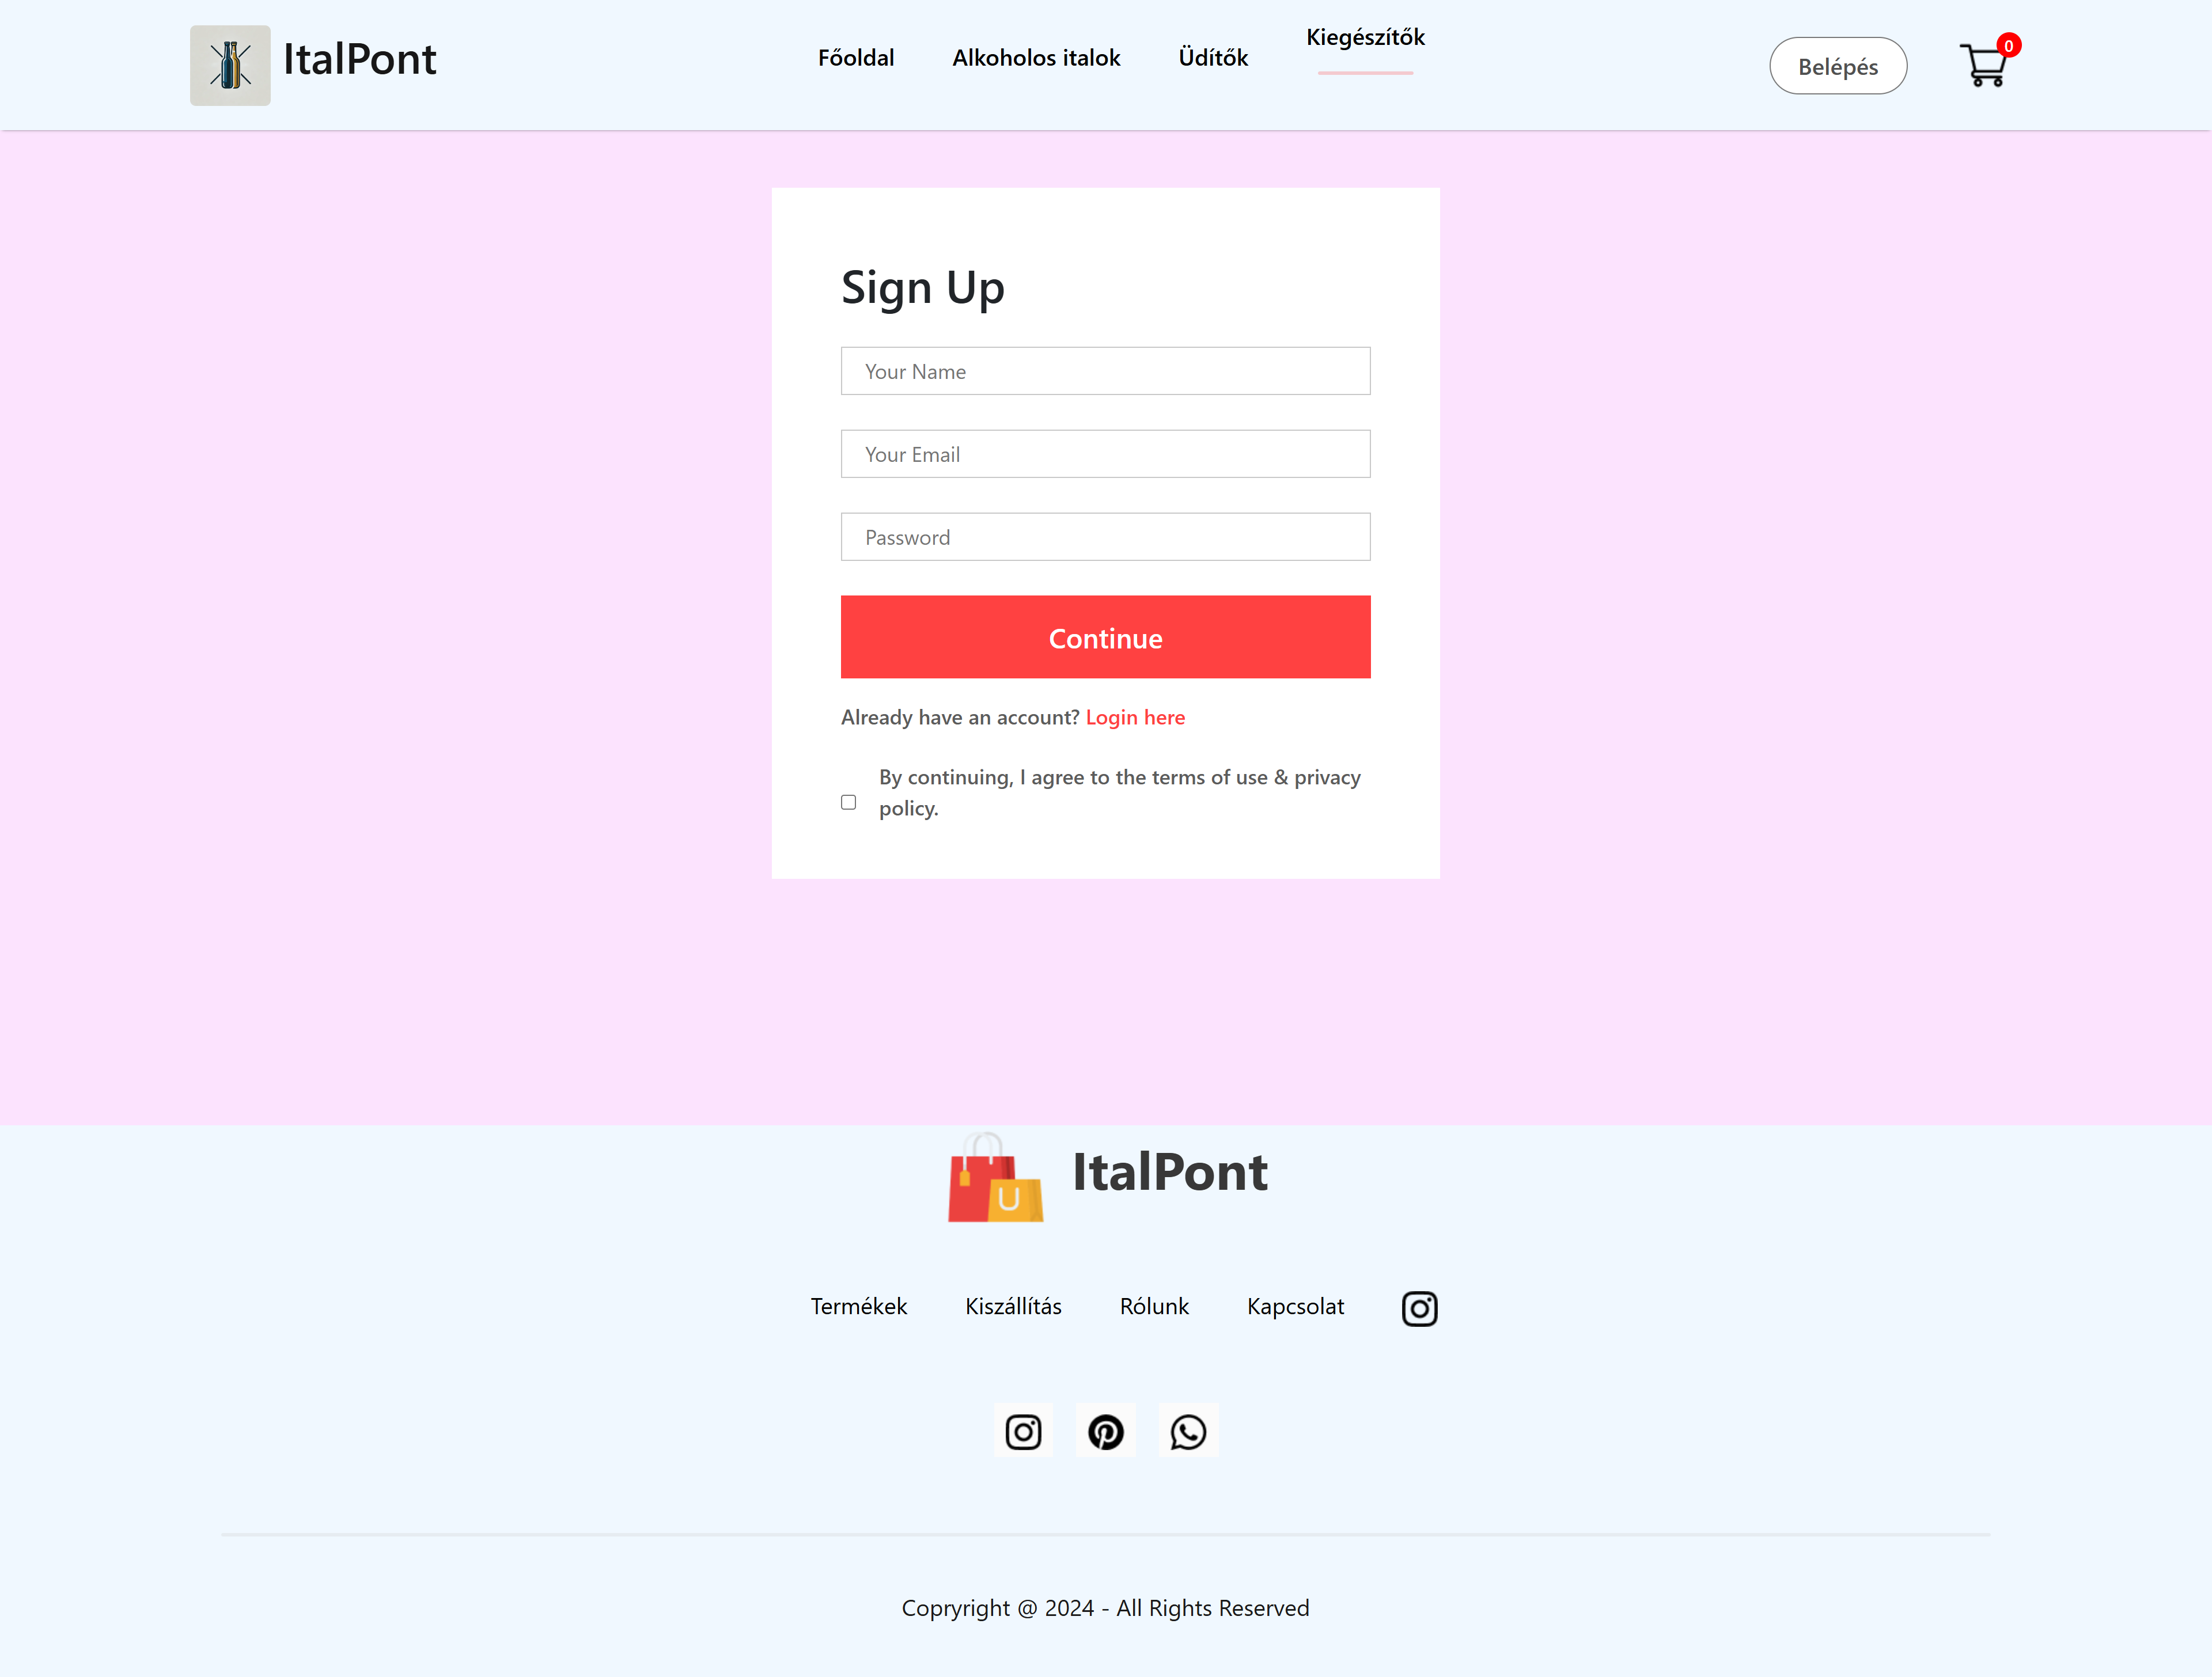 ItalPont
Főoldal
Alkoholos italok
Üdítők
Kiegészítők
Belépés
0
Sign Up
Your Name
Your Email
Password
Continue
Already have an account? Login here
By continuing, I agree to the terms of use & privacy
policy.
U
ItalPont
Termékek
Kiszállítás
Rólunk
Kapcsolat
Copryright @ 2024 - All Rights Reserved